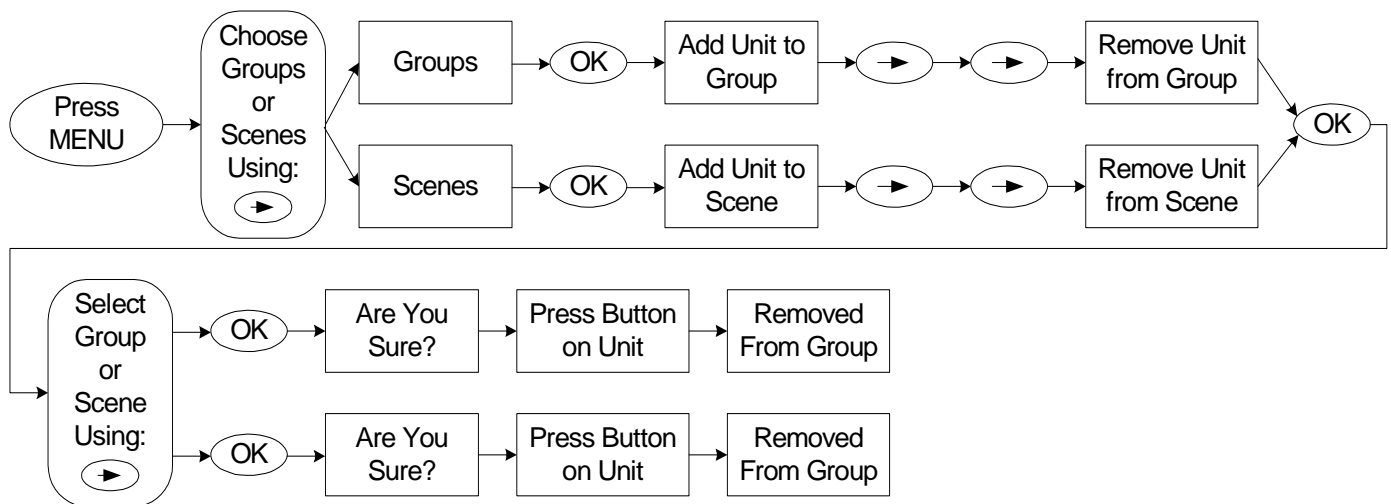 Press
MENU
Choose
Groups
or
Scenes
Using:
Groups
OK
Add Unit to
Group
Remove Unit
from Group
Scenes
OK
Add Unit to
Scene
Remove Unit
from Scene
OK
Select
Group
or
Scene
Using:
OK
Are You
Sure?
Press Button
on Unit
Removed
From Group
OK
Are You
Sure?
Press Button
on Unit
Removed
From Group